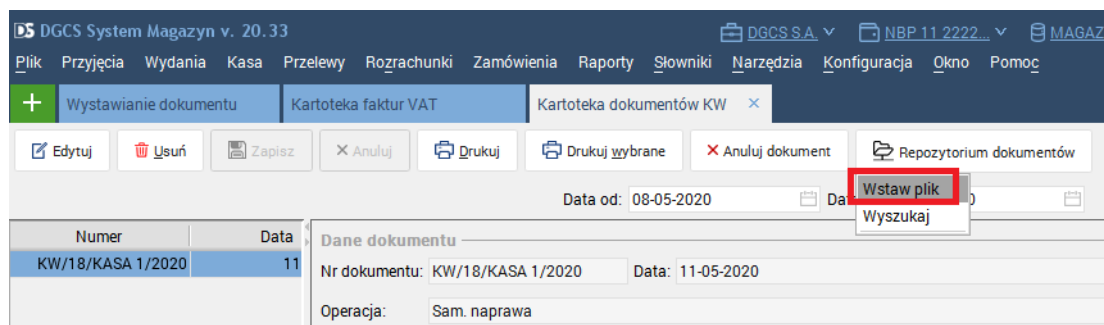 DGCS System Magazyn v. 20.33 DGCS S.A. NBP 11 2222... MAGAZ
Plik Przyjęcia Wydania Kasa Przelewy Rozrachunki Zamówienia Raporty Słowniki Narzędzia Konfiguracja Okno Pomoc
+ Wystawianie dokumentu Kartoteka faktur VAT Kartoteka dokumentów KW ×
Edytuj Usuń Zapisz Anuluj Drukuj Drukuj wybrane Anuluj dokument Repozytorium dokumentów
Data od: 08-05-2020 Da 0
Wstaw plik
Wyszukaj
Numer Data Dane dokumentu
KW/18/KASA 1/2020 11 Nr dokumentu: KW/18/KASA 1/2020 Data: 11-05-2020
Operacja: Sam. naprawa